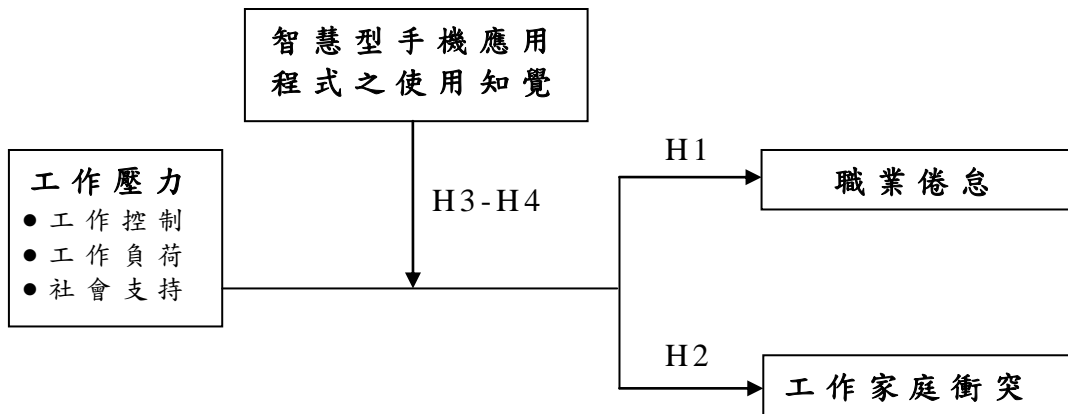 智慧型手機應用
程式之使用知覺
H1
工作壓力
●工作控制
●工作負荷
●社會支持
H3-H4
職業倦怠
H2
工作家庭衝突